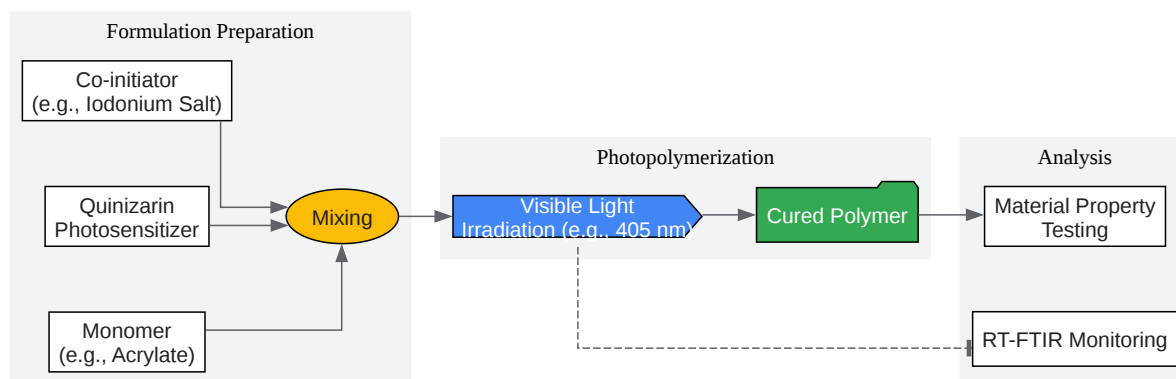 Formulation Preparation
Co-initiator
(e.g., Iodonium Salt)
Quinizarin
Photosensitizer
Mixing
Monomer
(e.g., Acrylate)
Photopolymerization
Visible Light
Irradiation (e.g., 405 nm)
Cured Polymer
Analysis
Material Property
Testing
RT-FTIR Monitoring